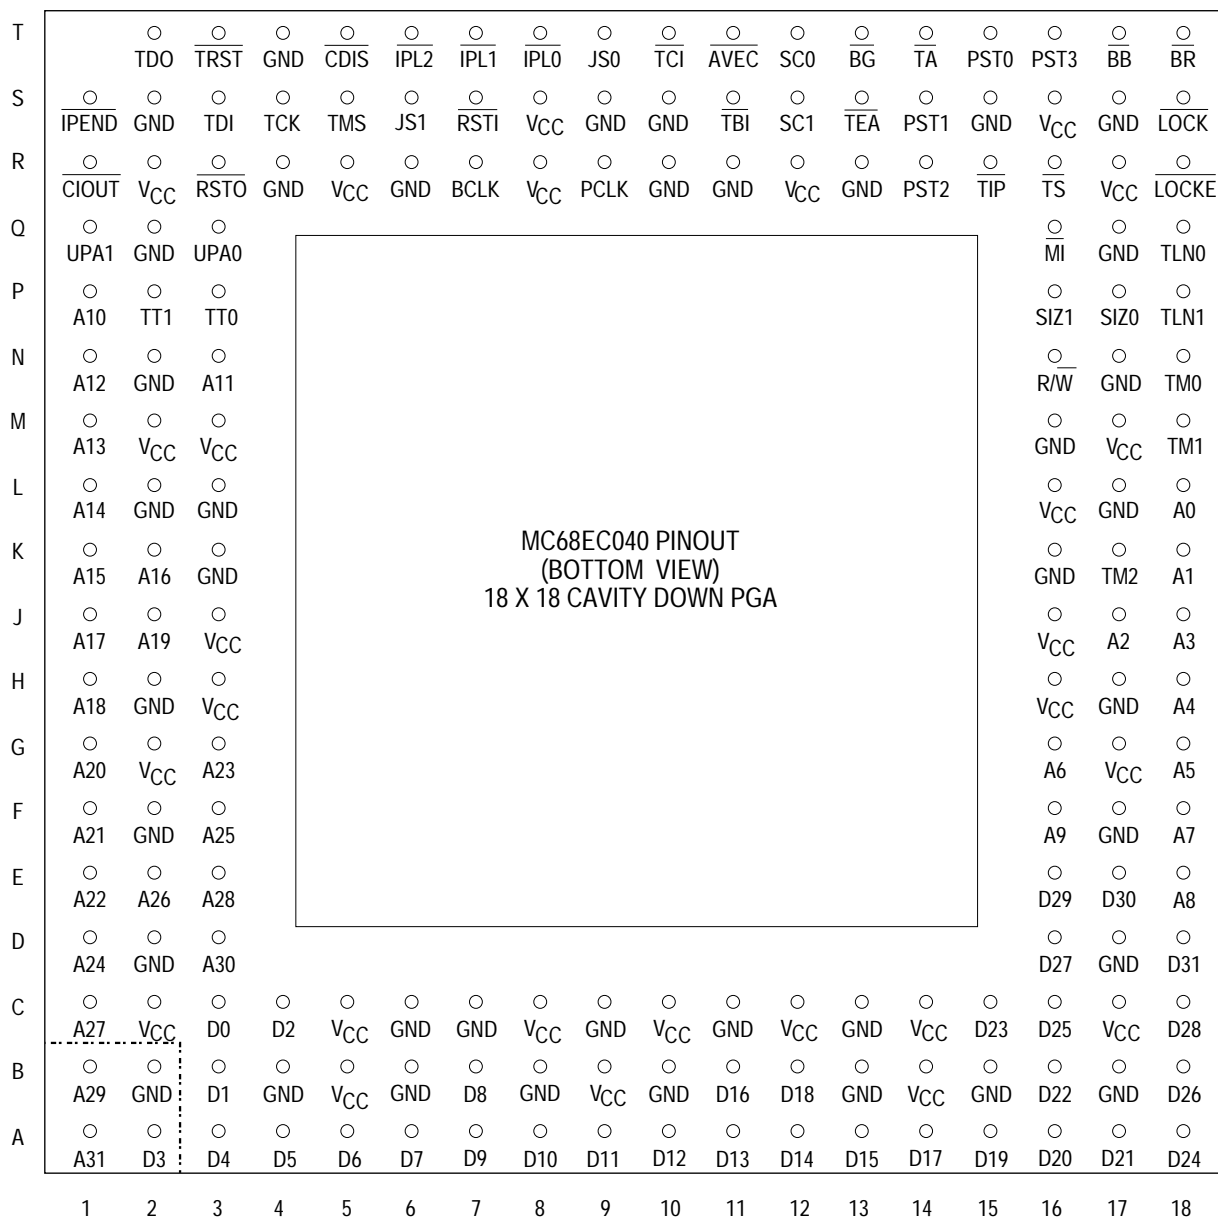 T
TDO TRST GND CDIS IPL2 IPL1 IPL0 JS0 TCI AVEC SC0 BG TA PST0 PST3 BB BR
S
IPEND GND TDI TCK TMS JS1 RSTI VCC GND GND TBI SC1 TEA PST1 GND VCC GND LOCK
R
CIOUT VCC RSTO GND VCC GND BCLK VCC PCLK GND GND VCC GND PST2 TIP TS VCC LOCKE
Q
UPA1 GND UPA0 MI GND TLN0
P
A10 TT1 TT0 SIZ1 SIZ0 TLN1
N
A12 GND A11 R/W GND TM0
M
A13 VCC VCC GND VCC TM1
L
A14 GND GND VCC GND A0
MC68EC040 PINOUT
(BOTTOM VIEW)
18 X 18 CAVITY DOWN PGA
K
A15 A16 GND GND TM2 A1
J
A17 A19 VCC VCC A2 A3
H
A18 GND VCC VCC GND A4
G
A20 VCC A23 A6 VCC A5
F
A21 GND A25 A9 GND A7
E
A22 A26 A28 D29 D30 A8
D
A24 GND A30 D27 GND D31
C
A27 VCC D0 D2 VCC GND GND VCC GND VCC GND VCC GND VCC D23 D25 VCC D28
B
A29 GND D1 GND VCC GND D8 GND VCC GND D16 D18 GND VCC GND D22 GND D26
A
A31 D3 D4 D5 D6 D7 D9 D10 D11 D12 D13 D14 D15 D17 D19 D20 D21 D24
1 2 3 4 5 6 7 8 9 10 11 12 13 14 15 16 17 18